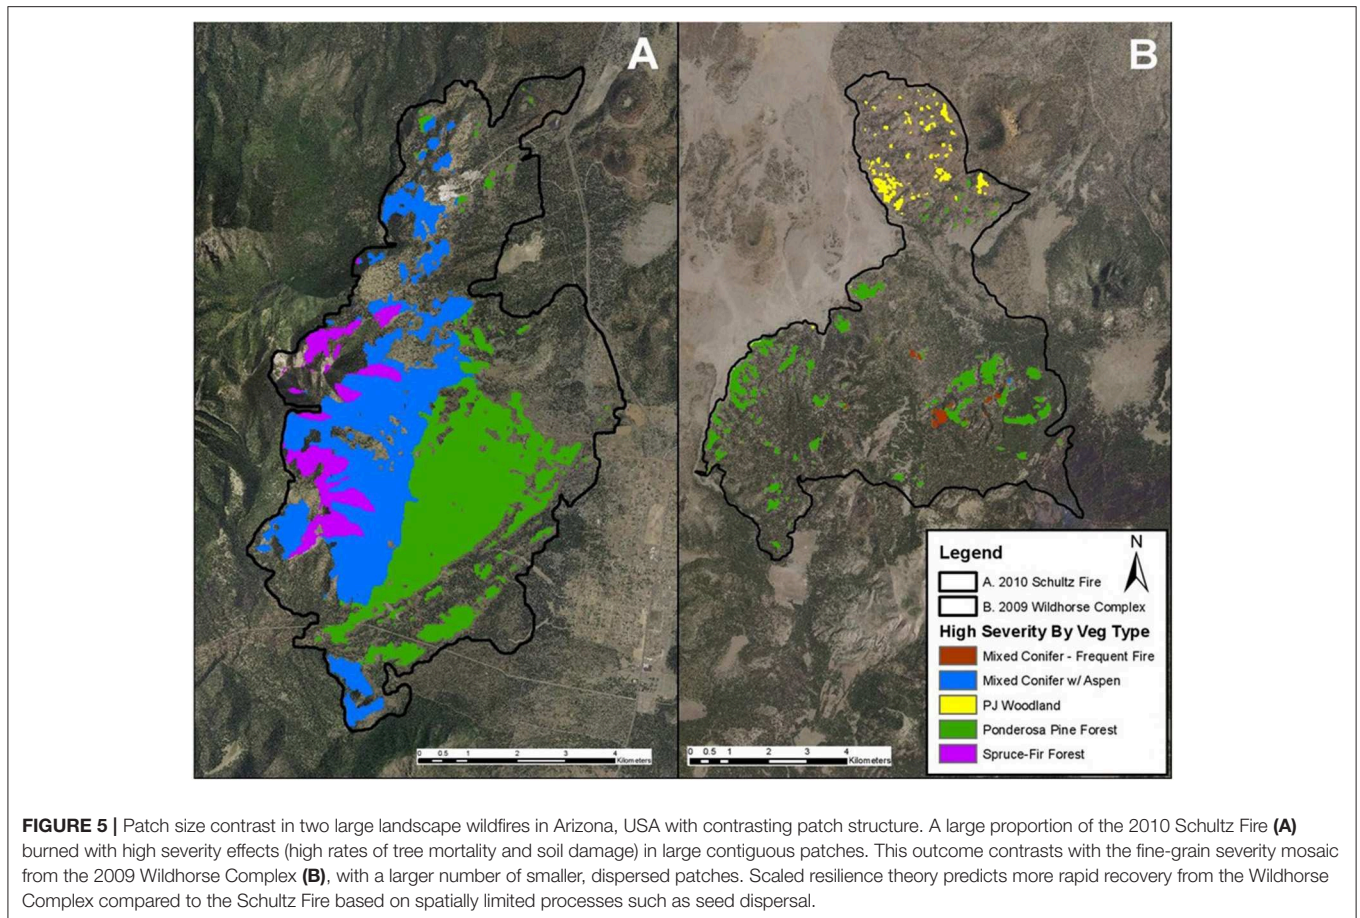 A
B
Legend
N
A. 2010 Schultz Fire
B. 2009 Wildhorse Complex
High Severity By Veg Type
Mixed Conifer - Frequent Fire
Mixed Conifer w/ Aspen
PJ Woodland
Ponderosa Pine Forest
Spruce-Fir Forest
0 0.5 1 2 3 4
Kilometers
0 0.5 1 2 3 4
Kilometers
FIGURE 5 | Patch size contrast in two large landscape wildfires in Arizona, USA with contrasting patch structure. A large proportion of the 2010 Schultz Fire (A)
burned with high severity effects (high rates of tree mortality and soil damage) in large contiguous patches. This outcome contrasts with the fine-grain severity mosaic
from the 2009 Wildhorse Complex (B), with a larger number of smaller, dispersed patches. Scaled resilience theory predicts more rapid recovery from the Wildhorse
Complex compared to the Schultz Fire based on spatially limited processes such as seed dispersal.